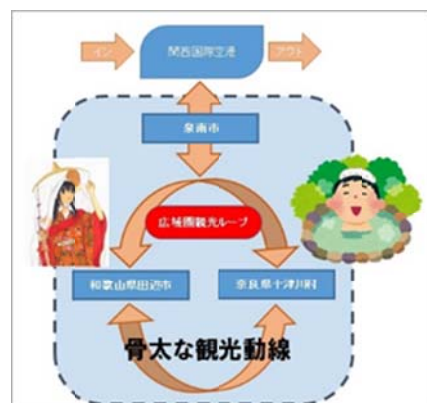 イン
関西国際空港
アウト
泉南市
広域圏観光ループ
和歌山県田辺市
奈良県十津川村
骨太な観光動線